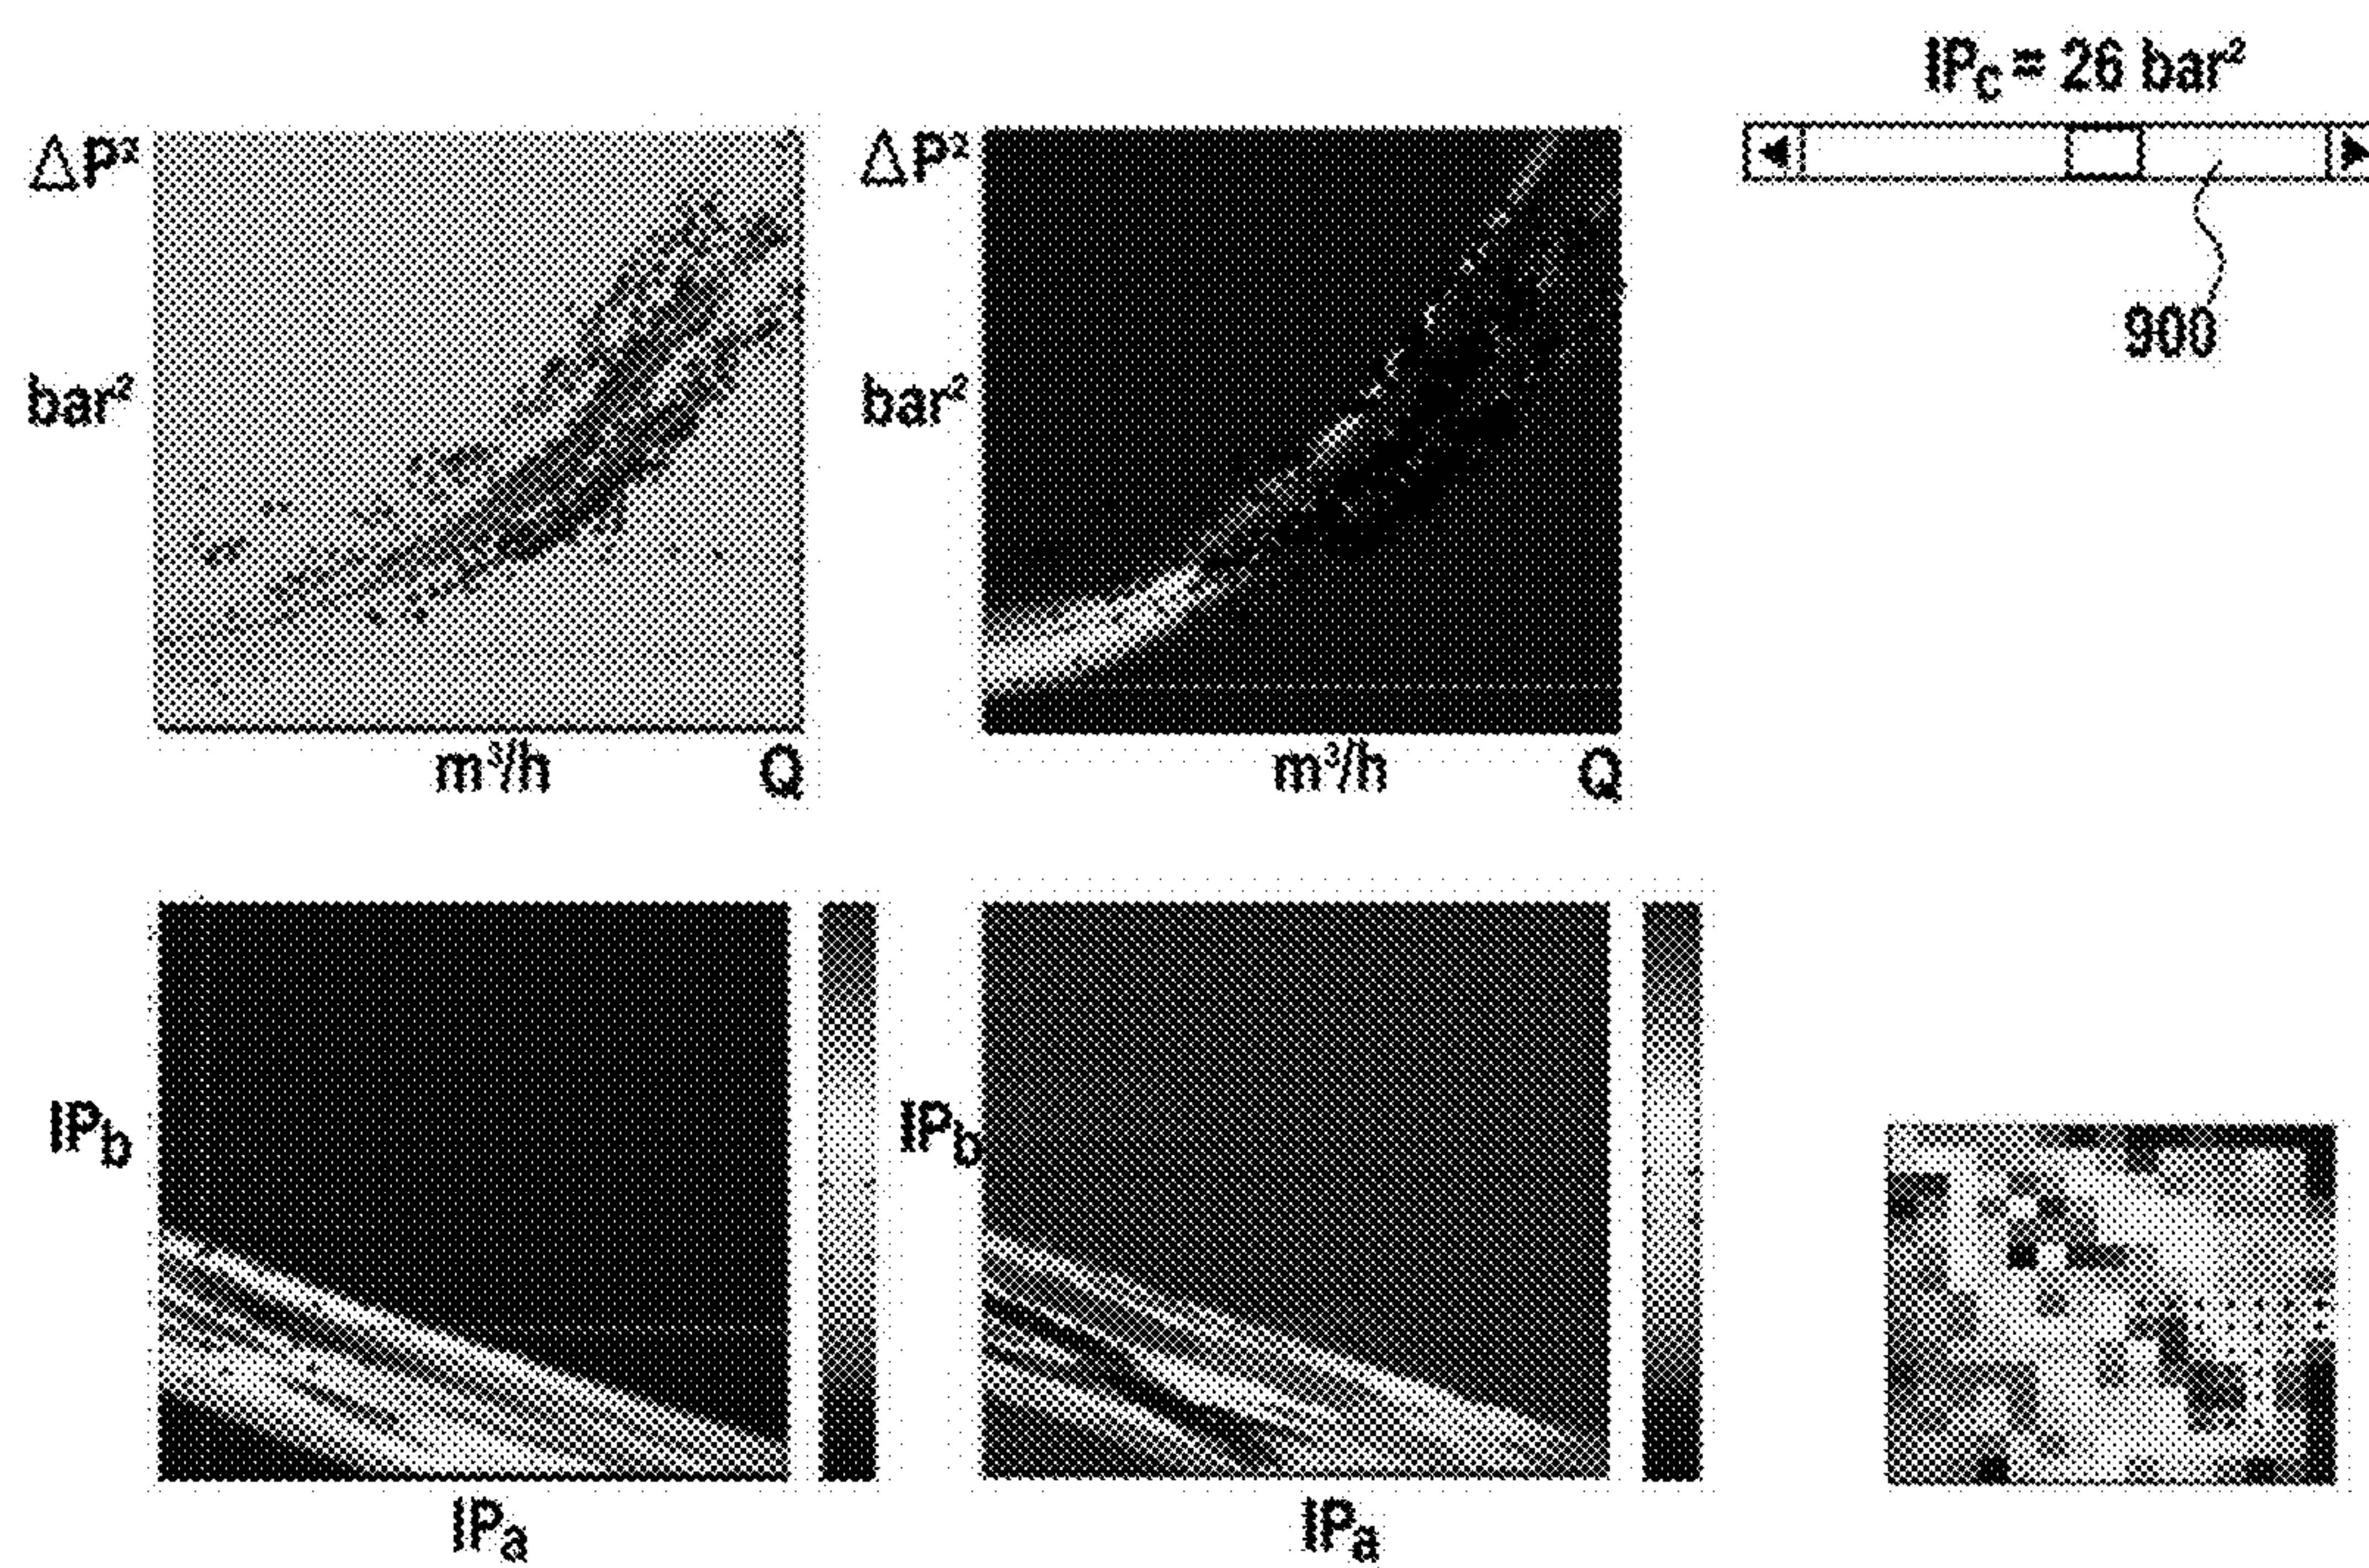 IPc = 26 bar²
ΔP²
ΔP²
900
bar²
bar²
m³/h
Q
m³/h
Q
IPb
IPb
IPa
IPa